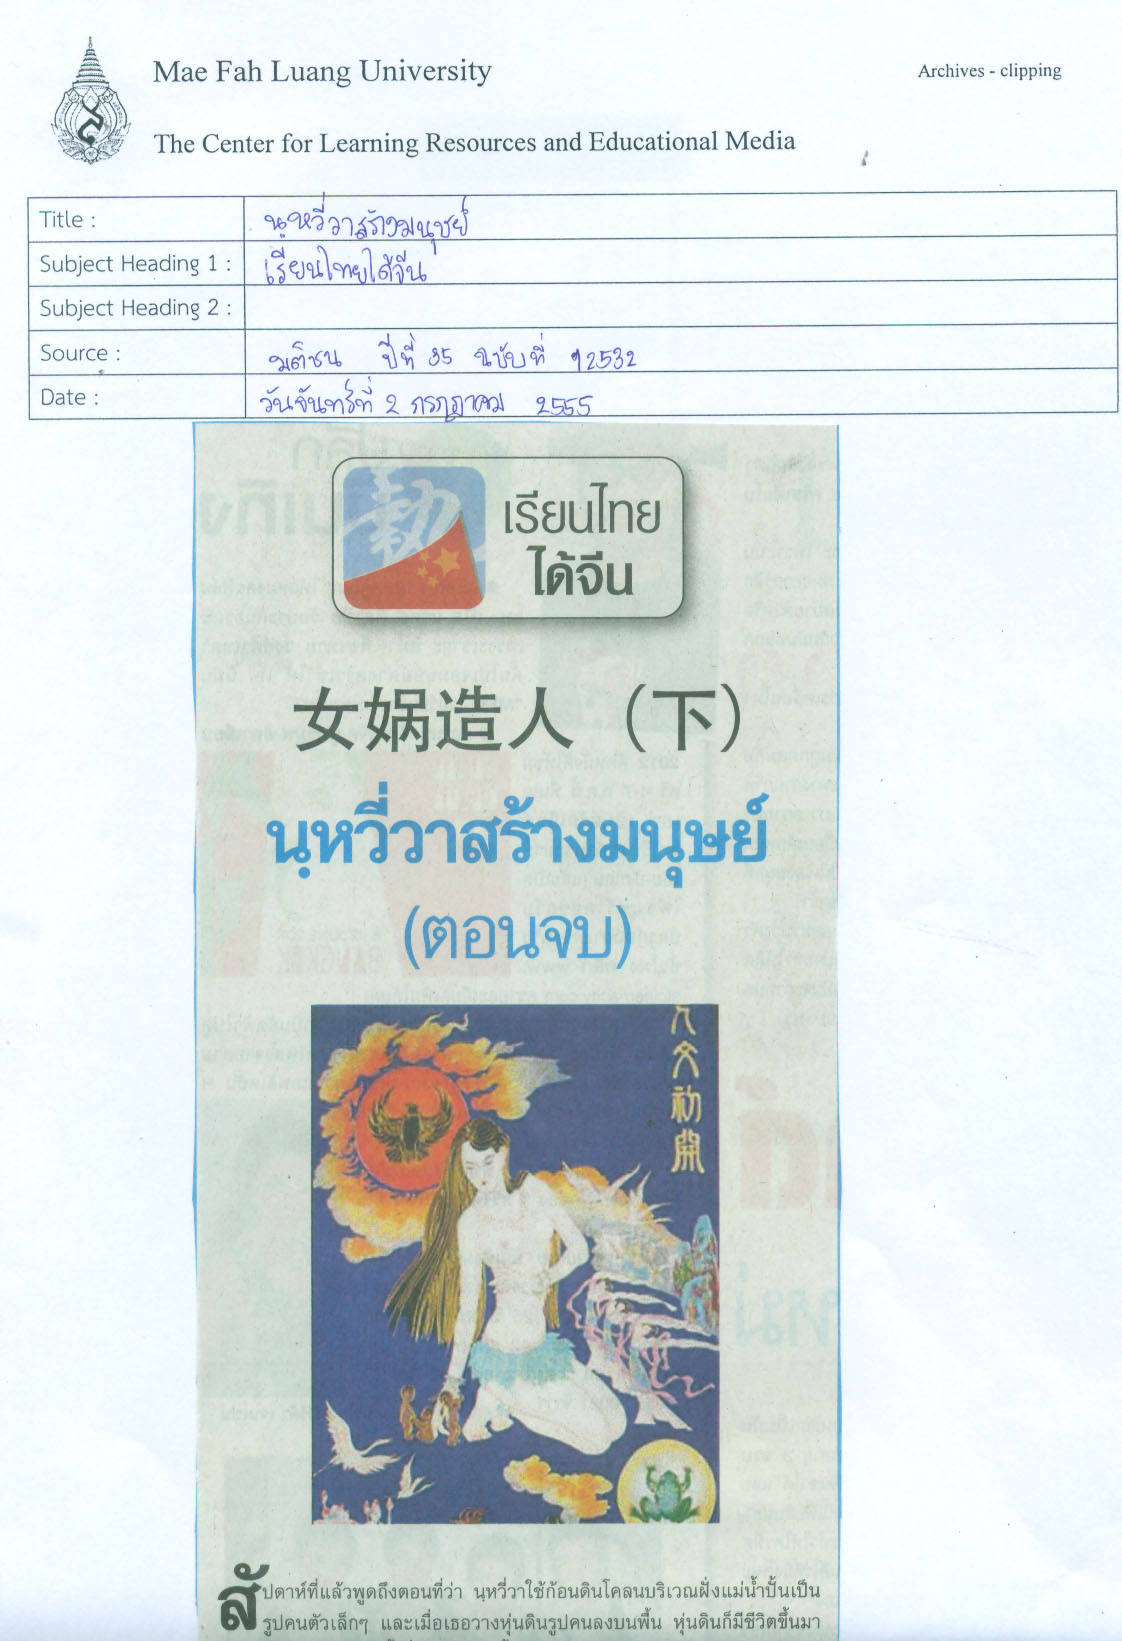 Mae Fah Luang University
Archives - clipping
The Center for Learning Resources and Educational Media
Title : นฺหวี่วาสร้างมนุษย์
Subject Heading 1 : เรียนไทยได้จีน
Subject Heading 2 :
Source : มติชน ปีที่ 35 ฉบับที่ 12532
Date : วันจันทร์ที่ 2 กรกฎาคม 2555
เรียนไทย
ได้จีน
女娲造人（下）
นฺหวี่วาสร้างมนุษย์
(ตอนจบ)
人文初開
สัปดาห์ที่แล้วพูดถึงตอนที่ว่า นฺหวี่วาใช้ก้อนดินโคลนบริเวณฝั่งแม่น้ำปั้นเป็น
รูปคนตัวเล็กๆ และเมื่อเธอวางหุ่นดินรูปคนลงบนพื้น หุ่นดินก็มีชีวิตขึ้นมา